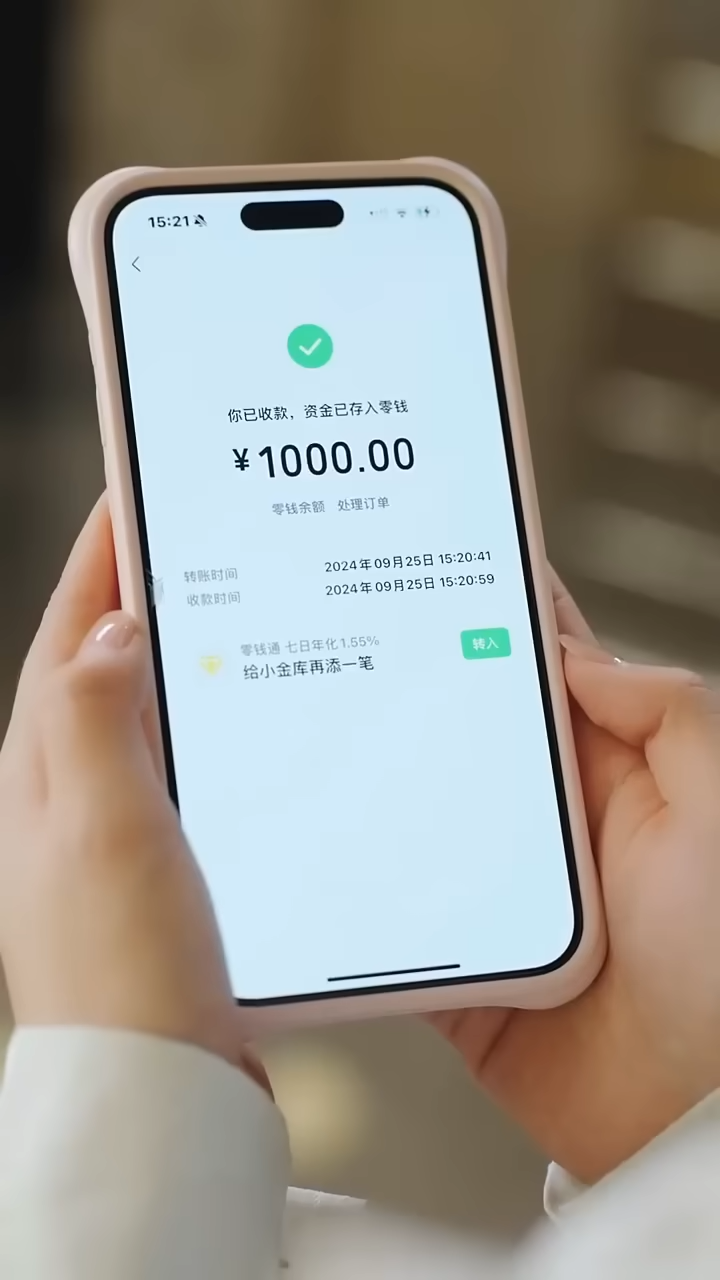 15:21
你已收款，资金已存入零钱
¥1000.00
零钱余额 处理订单
转账时间 2024年09月25日 15:20:41
收款时间 2024年09月25日 15:20:59
零钱通 七日年化1.55%
给小金库再添一笔
转入